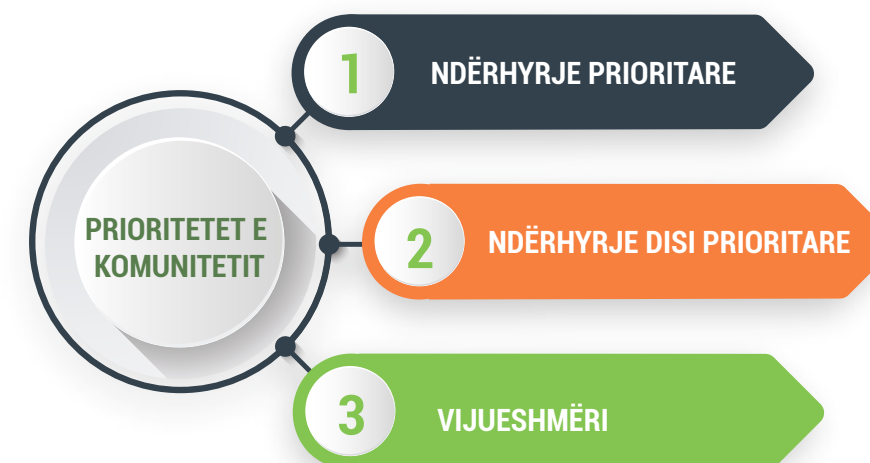 PRIORITETET E
KOMUNITETIT
1
NDËRHYRJE PRIORITARE
2
NDËRHYRJE DISI PRIORITARE
3
VIJUESHMËRI